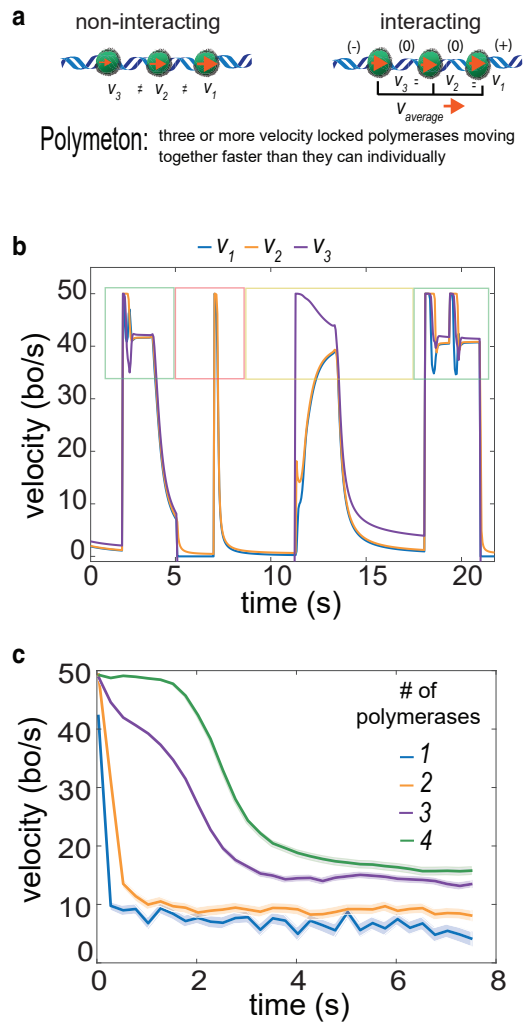 a
non-interacting
interacting
(-) (0) (0) (+)
v3 ≠ v2 ≠ v1
v3 = v2 = v1
vaverage
Polymeton: three or more velocity locked polymerases moving
together faster than they can individually
b
v1 v2 v3
50
40
30
20
10
0
velocity (bo/s)
0 5 10 15 20
time (s)
c
50
40
30
20
10
0
velocity (bo/s)
# of
polymerases
1
2
3
4
0 2 4 6 8
time (s)